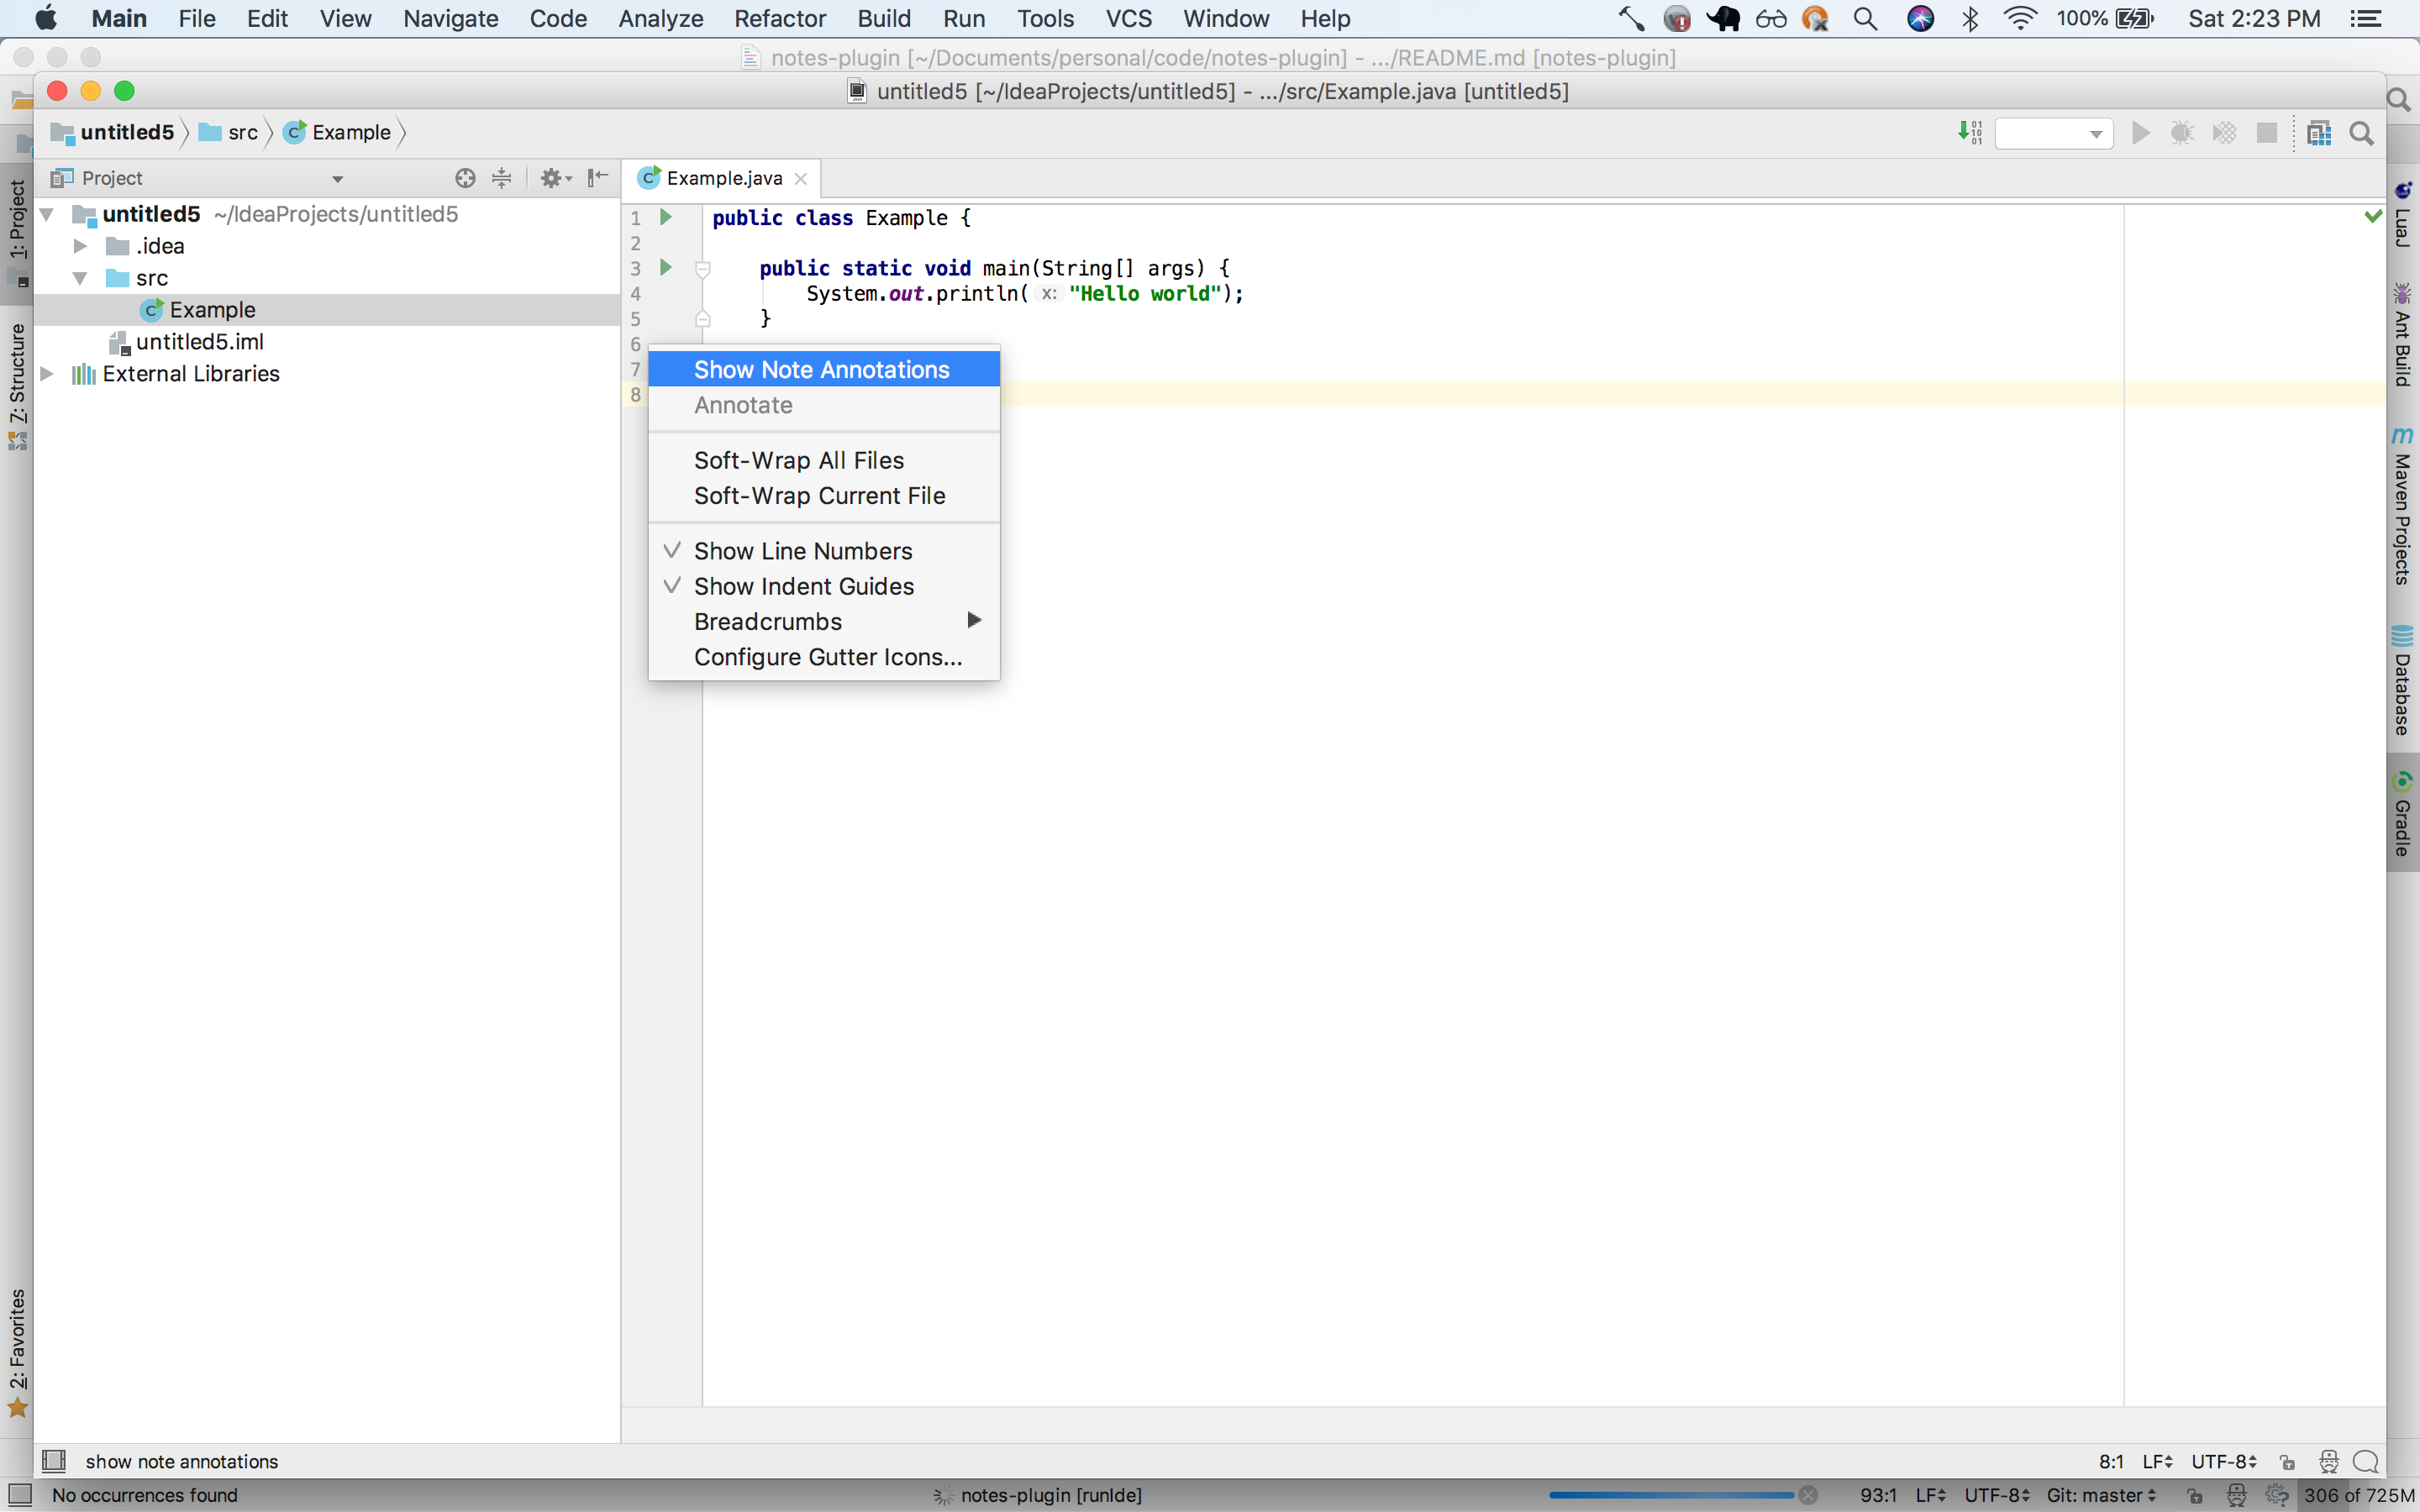 Main File Edit View Navigate Code Analyze Refactor Build Run Tools VCS Window Help 100% Sat 2:23 PM
notes-plugin [~/Documents/personal/code/notes-plugin] - .../README.md [notes-plugin]
untitled5 [~/IdeaProjects/untitled5] - .../src/Example.java [untitled5]
untitled5 src Example
Project
Example.java
untitled5 ~/IdeaProjects/untitled5
.idea
src
Example
untitled5.iml
External Libraries
1: Project
7: Structure
2: Favorites
1 public class Example {
2
3 public static void main(String[] args) {
4 System.out.println( x: "Hello world");
5 }
6
7
8
Show Note Annotations
Annotate
Soft-Wrap All Files
Soft-Wrap Current File
Show Line Numbers
Show Indent Guides
Breadcrumbs
Configure Gutter Icons...
LuaJ
Ant Build
Maven Projects
Database
Gradle
show note annotations
8:1 LF UTF-8
No occurrences found
notes-plugin [runIde]
93:1 LF UTF-8 Git: master 306 of 725M